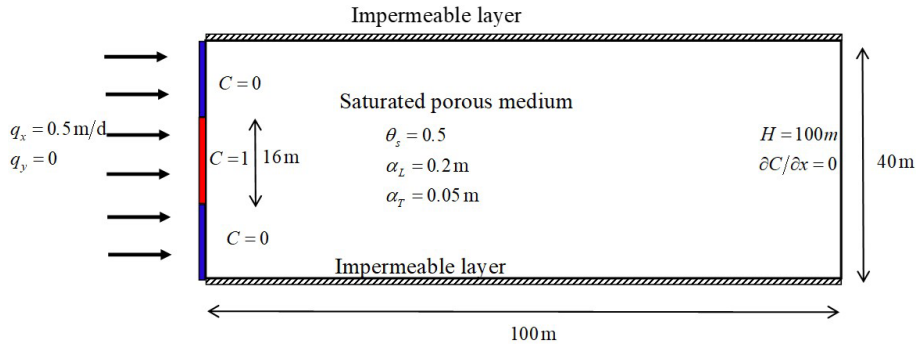 Impermeable layer
C = 0
Saturated porous medium
q_x = 0.5 m/d
q_y = 0
θ_s = 0.5
α_L = 0.2 m
α_T = 0.05 m
C = 1
16 m
H = 100m
∂C/∂x = 0
40 m
C = 0
Impermeable layer
100 m